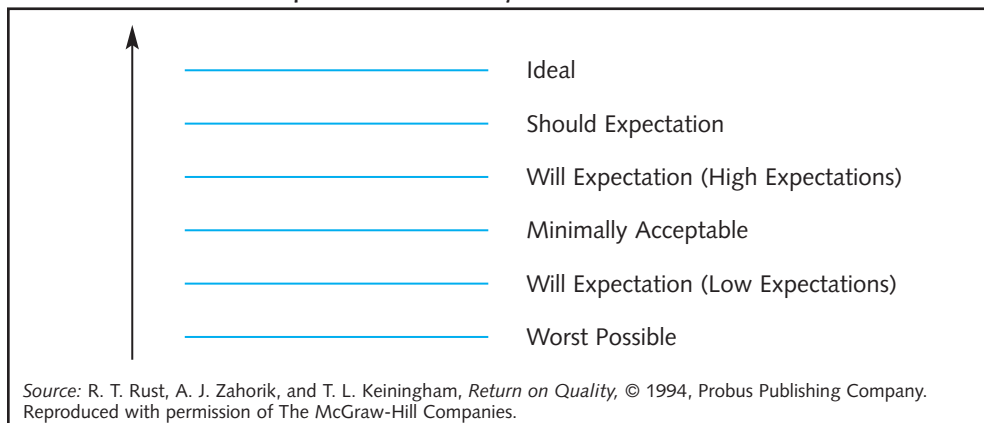 Ideal
Should Expectation
Will Expectation (High Expectations)
Minimally Acceptable
Will Expectation (Low Expectations)
Worst Possible
Source: R. T. Rust, A. J. Zahorik, and T. L. Keiningham, Return on Quality, © 1994, Probus Publishing Company.
Reproduced with permission of The McGraw-Hill Companies.